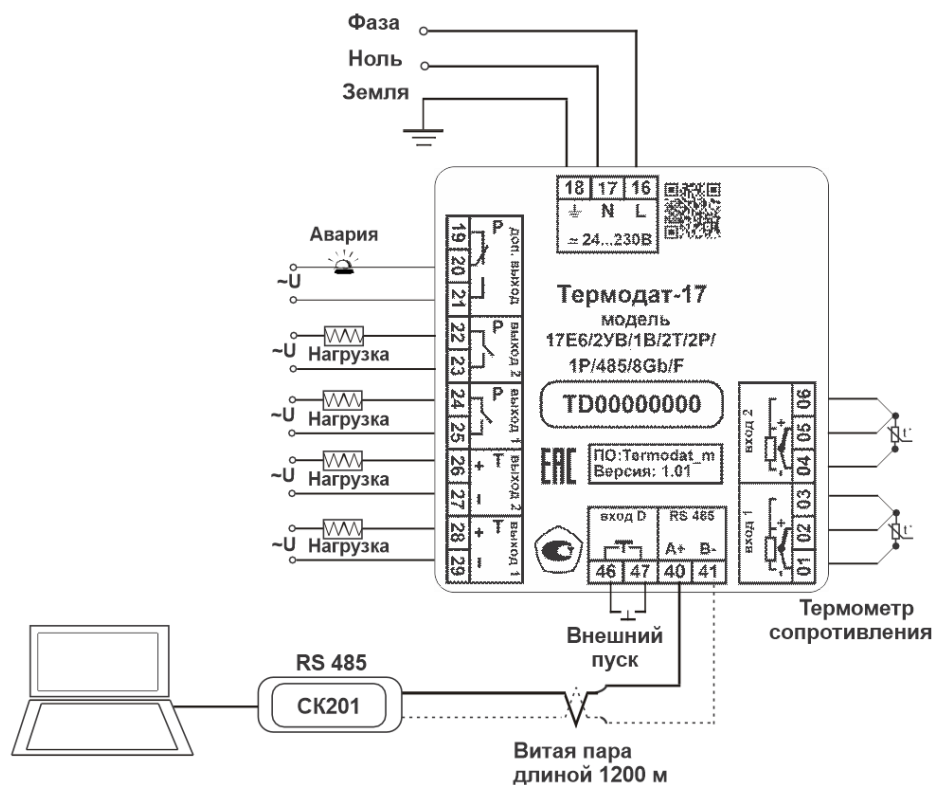 Фаза
Ноль
Земля
18 17 16
N L
≃ 24...230В
Авария
~U
19 20 21
P
доп. выход
Термодат-17
модель
17Е6/2УВ/1В/2Т/2Р/
1Р/485/8Gb/F
TD00000000
~U
Нагрузка
22 23
P
выход 2
~U
Нагрузка
24 25
P
выход 1
~U
Нагрузка
26 27
+ T
-
выход 2
~U
Нагрузка
28 29
+ T
-
выход 1
EAC
ПО:Termodat_m
Версия: 1.01
вход D
RS 485
A+ B-
46 47 40 41
вход 2
+
-
06 05 04
t°
вход 1
+
-
03 02 01
t°
Внешний
пуск
Термометр
сопротивления
RS 485
СК201
Витая пара
длиной 1200 м